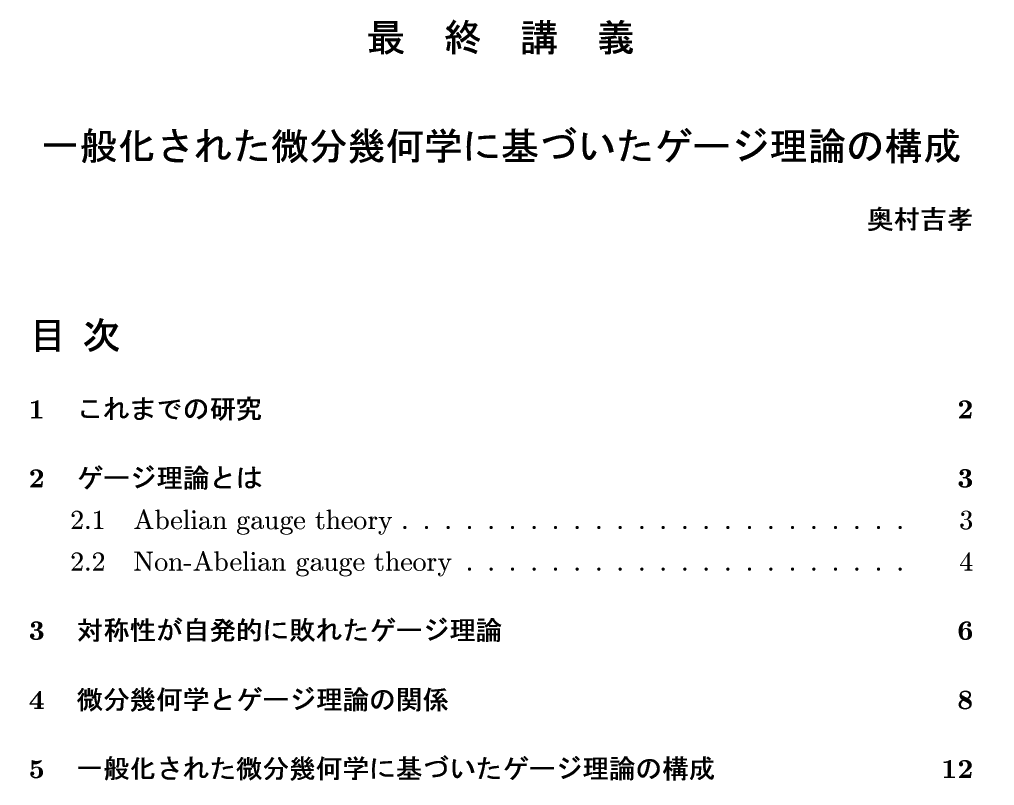 最 終 講 義
一般化された微分幾何学に基づいたゲージ理論の構成
奥村吉孝
目 次
1 これまでの研究 2
2 ゲージ理論とは 3
2.1 Abelian gauge theory . . . . . . . . . . . . . . . . . . . . . . . . 3
2.2 Non-Abelian gauge theory . . . . . . . . . . . . . . . . . . . . . 4
3 対称性が自発的に敗れたゲージ理論 6
4 微分幾何学とゲージ理論の関係 8
5 一般化された微分幾何学に基づいたゲージ理論の構成 12